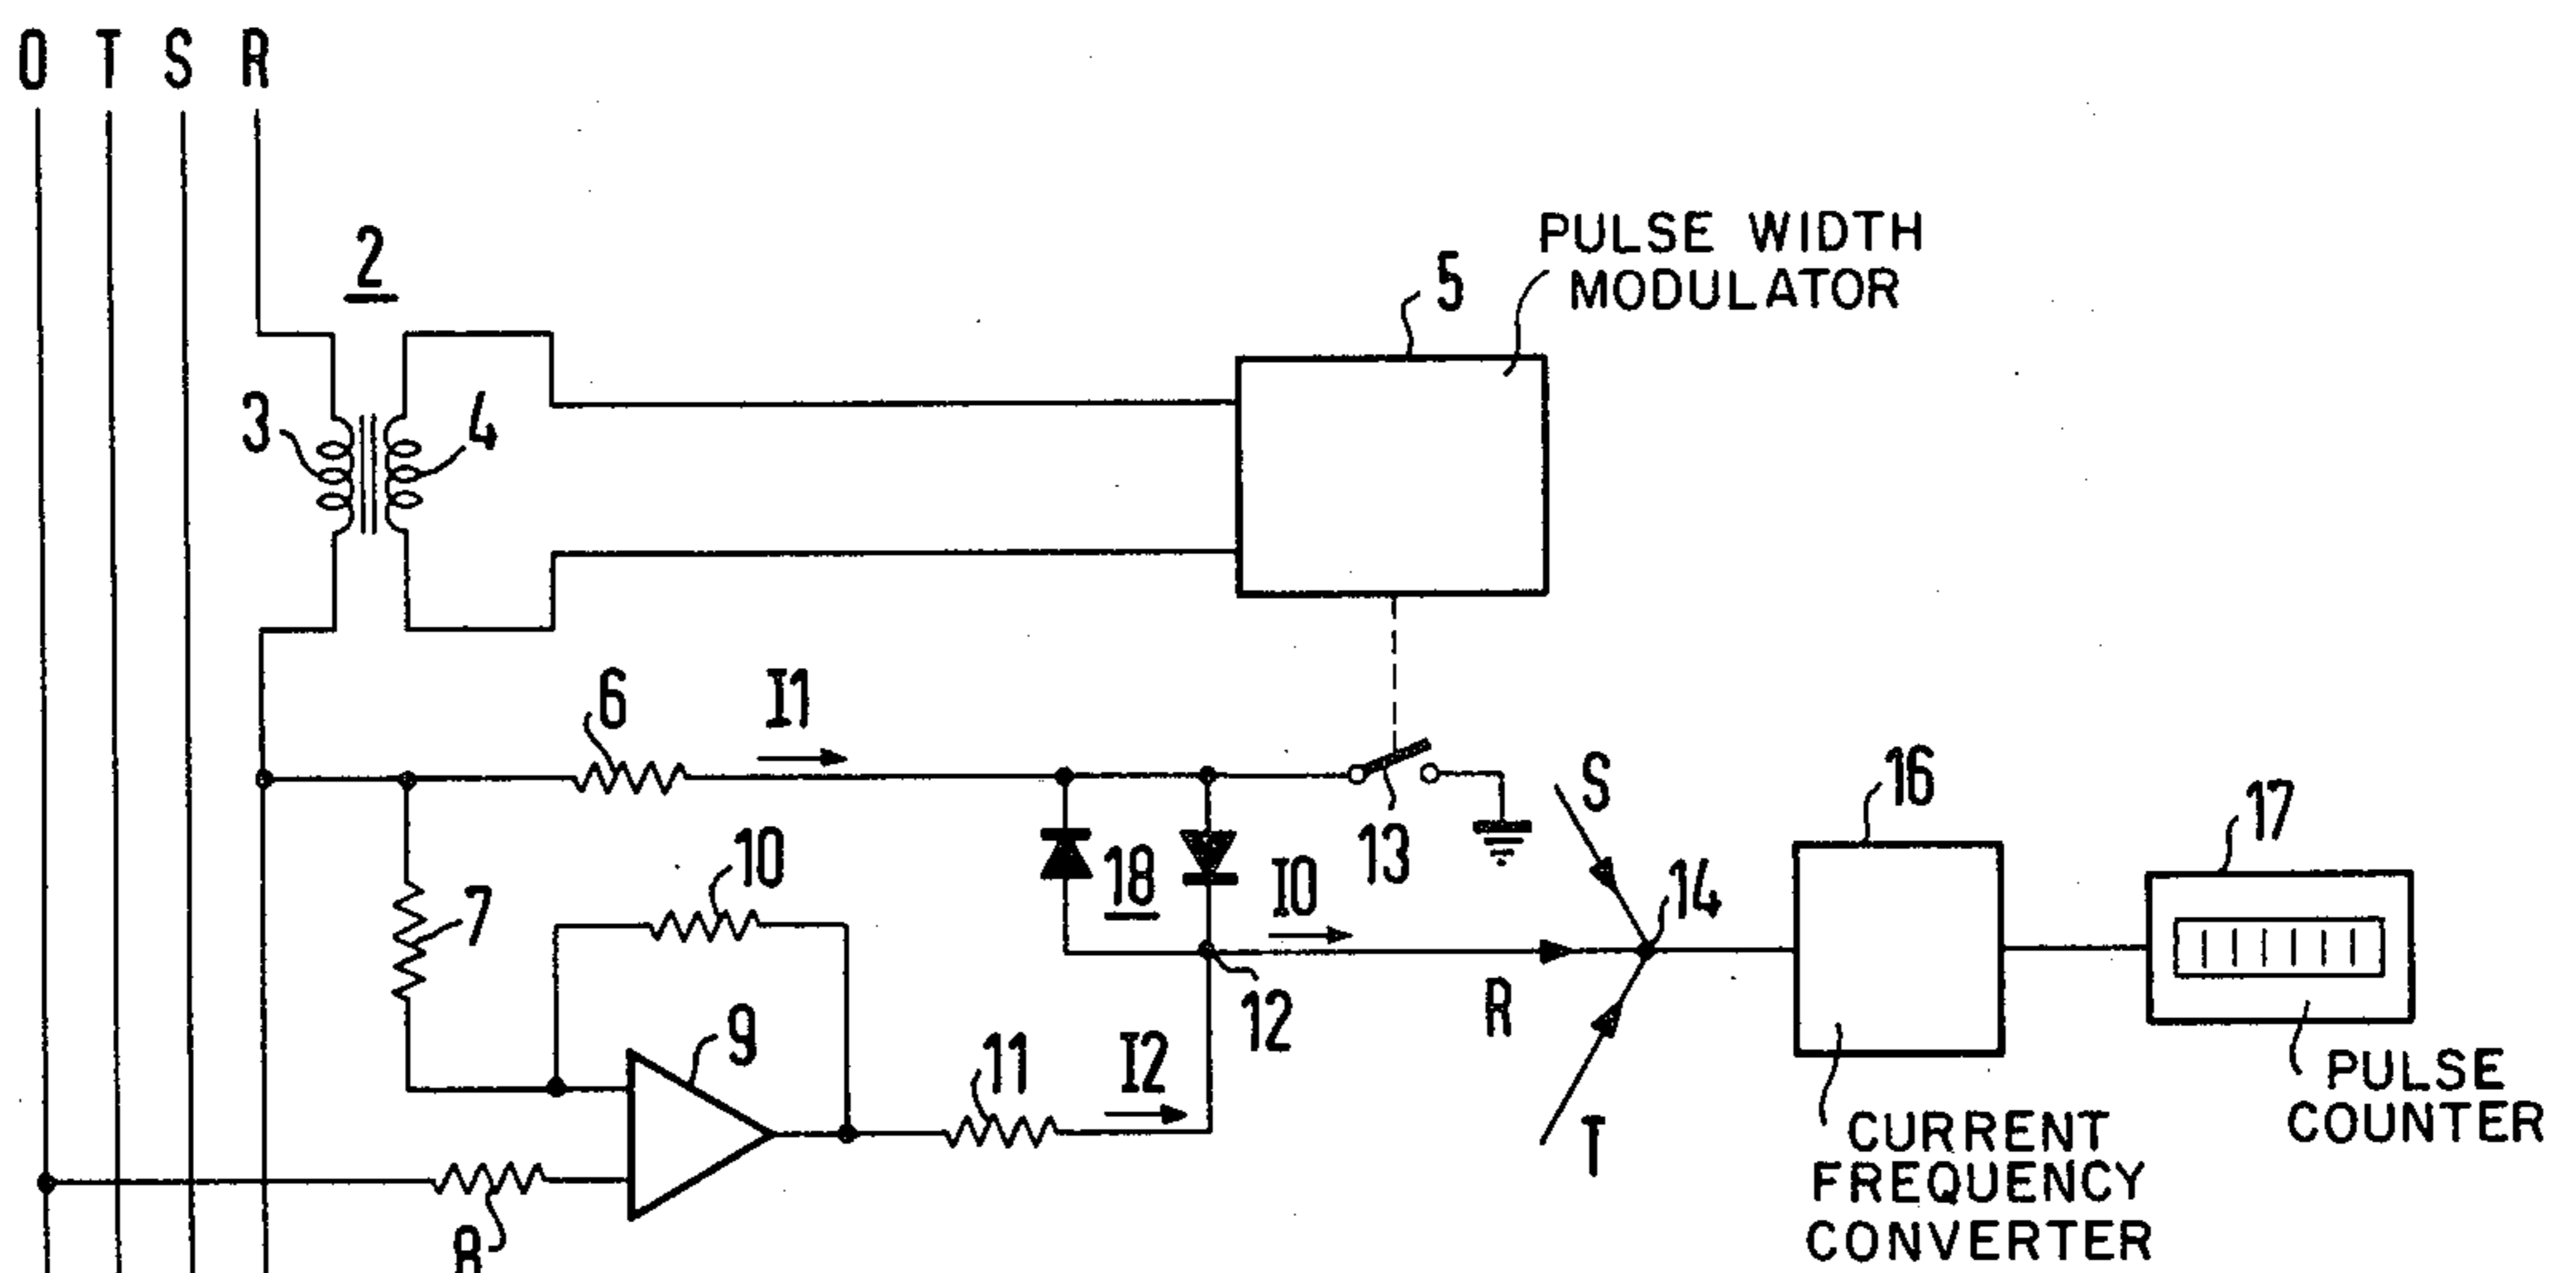 O T S R
2
PULSE WIDTH
MODULATOR
5
3
4
6
I1
S
16
17
10
18
13
I0
14
7
12
R
9
11
I2
PULSE
COUNTER
T
CURRENT
FREQUENCY
CONVERTER
8